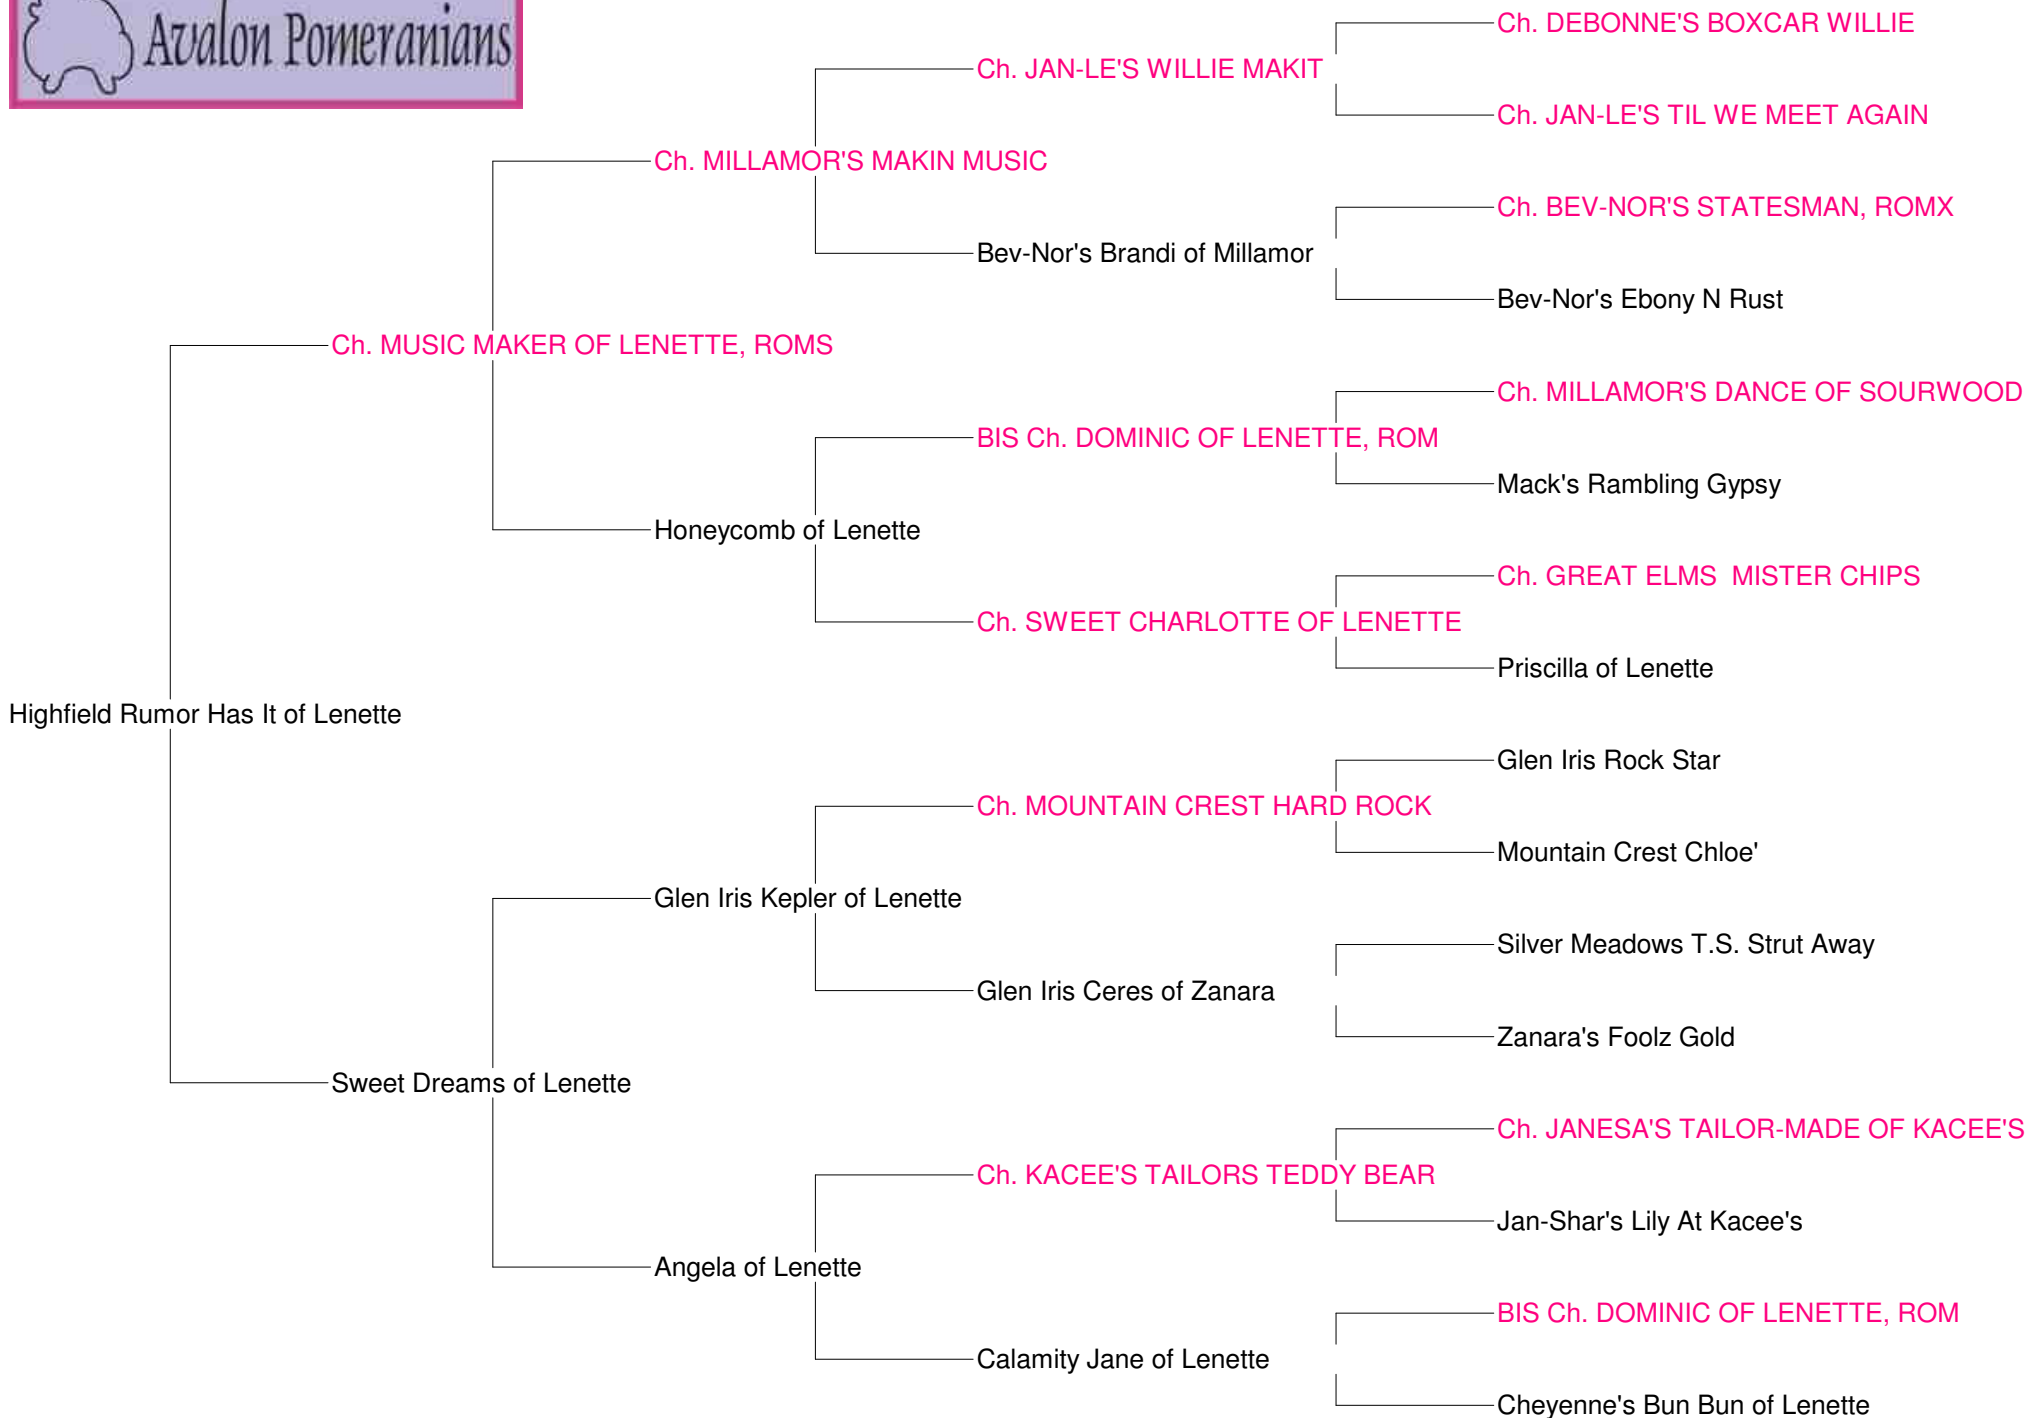 Avalon Pomeranians
Ch. DEBONNE'S BOXCAR WILLIE
Ch. JAN-LE'S WILLIE MAKIT
Ch. JAN-LE'S TIL WE MEET AGAIN
Ch. MILLAMOR'S MAKIN MUSIC
Ch. BEV-NOR'S STATESMAN, ROMX
Bev-Nor's Brandi of Millamor
Bev-Nor's Ebony N Rust
Ch. MUSIC MAKER OF LENETTE, ROMS
Ch. MILLAMOR'S DANCE OF SOURWOOD
BIS Ch. DOMINIC OF LENETTE, ROM
Mack's Rambling Gypsy
Honeycomb of Lenette
Ch. GREAT ELMS  MISTER CHIPS
Ch. SWEET CHARLOTTE OF LENETTE
Priscilla of Lenette
Highfield Rumor Has It of Lenette
Glen Iris Rock Star
Ch. MOUNTAIN CREST HARD ROCK
Mountain Crest Chloe'
Glen Iris Kepler of Lenette
Silver Meadows T.S. Strut Away
Glen Iris Ceres of Zanara
Zanara's Foolz Gold
Sweet Dreams of Lenette
Ch. JANESA'S TAILOR-MADE OF KACEE'S
Ch. KACEE'S TAILORS TEDDY BEAR
Jan-Shar's Lily At Kacee's
Angela of Lenette
BIS Ch. DOMINIC OF LENETTE, ROM
Calamity Jane of Lenette
Cheyenne's Bun Bun of Lenette